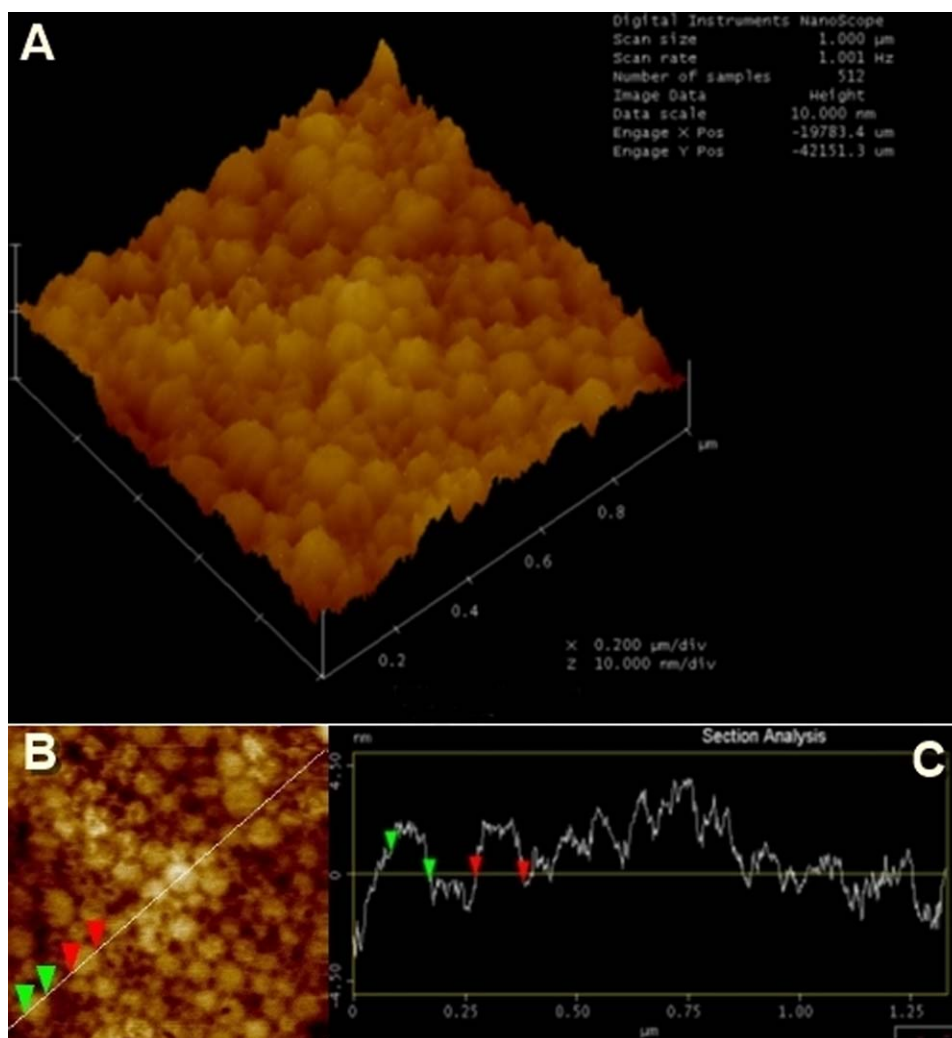 A
Digital Instruments NanoScope
Scan size 1.000 µm
Scan rate 1.001 Hz
Number of samples 512
Image Data Height
Data scale 10.000 nm
Engage X Pos -19783.4 um
Engage Y Pos -42151.3 um
µm
0.8
0.6
0.4
0.2
X 0.200 µm/div
Z 10.000 nm/div
B
nm
Section Analysis
C
4.50
0
-4.50
0 0.25 0.50 0.75 1.00 1.25
µm